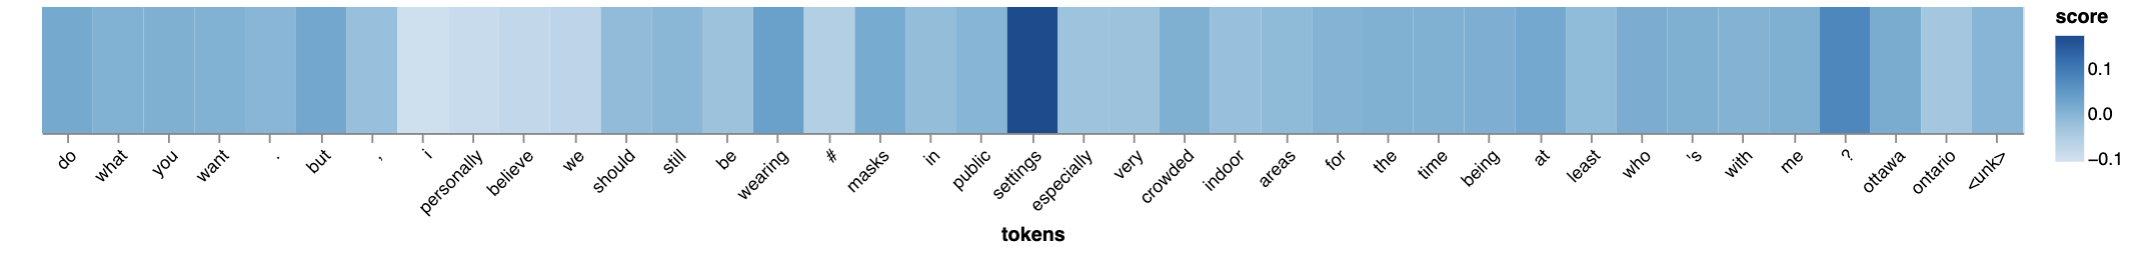 do what you want . but , i personally believe we should still be wearing # masks in public settings especially very crowded indoor areas for the time being at least who 's with me ? ottawa ontario <unk>
tokens
score
0.1
0.0
−0.1